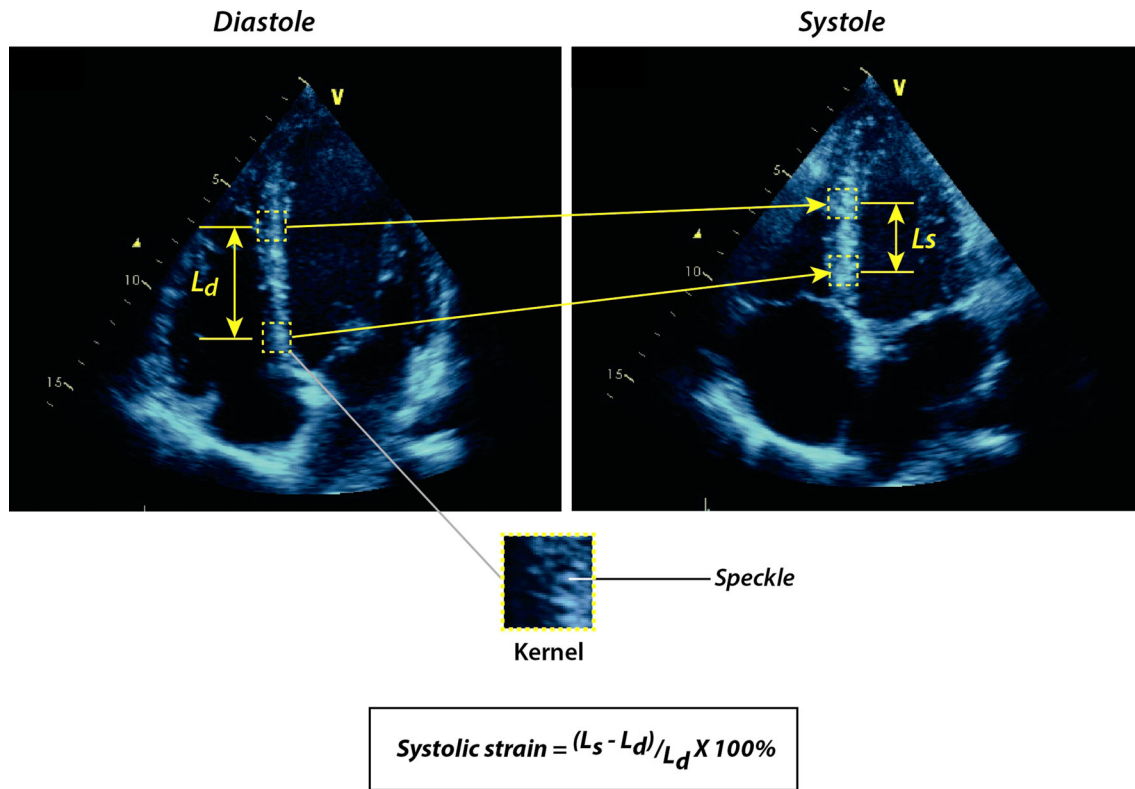 Diastole
Systole
V
5
10
15
Ld
V
5
10
15
Ls
Speckle
Kernel
Systolic strain = (Ls - Ld)/Ld X 100%